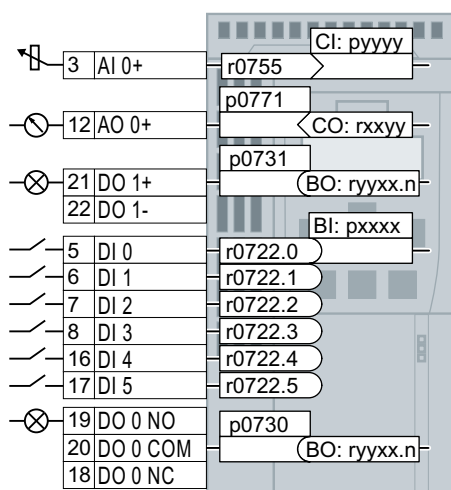 CI: pyyyy
3 AI 0+ r0755
p0771
12 AO 0+ CO: rxxyy
p0731
21 DO 1+ BO: ryyxx.n
22 DO 1-
BI: pxxxx
5 DI 0 r0722.0
6 DI 1 r0722.1
7 DI 2 r0722.2
8 DI 3 r0722.3
16 DI 4 r0722.4
17 DI 5 r0722.5
19 DO 0 NO p0730
20 DO 0 COM BO: ryyxx.n
18 DO 0 NC